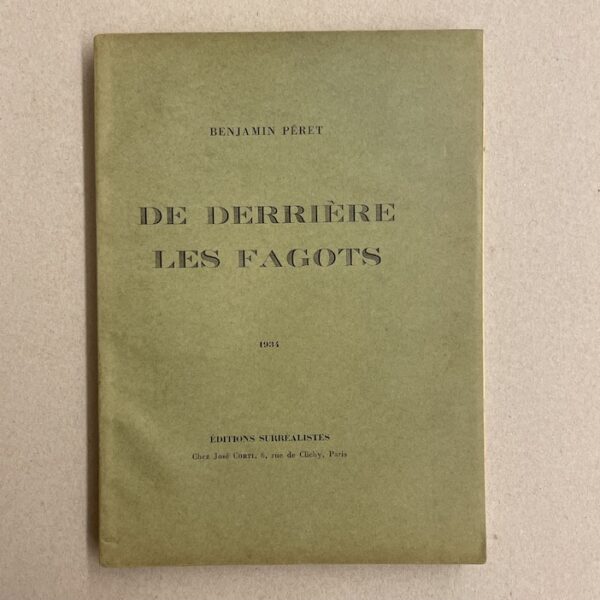 BENJAMIN PÉRET
DE DERRIÈRE
LES FAGOTS
1934
ÉDITIONS SURRÉALISTES
Chez José CORTI, 6, rue de Clichy, Paris